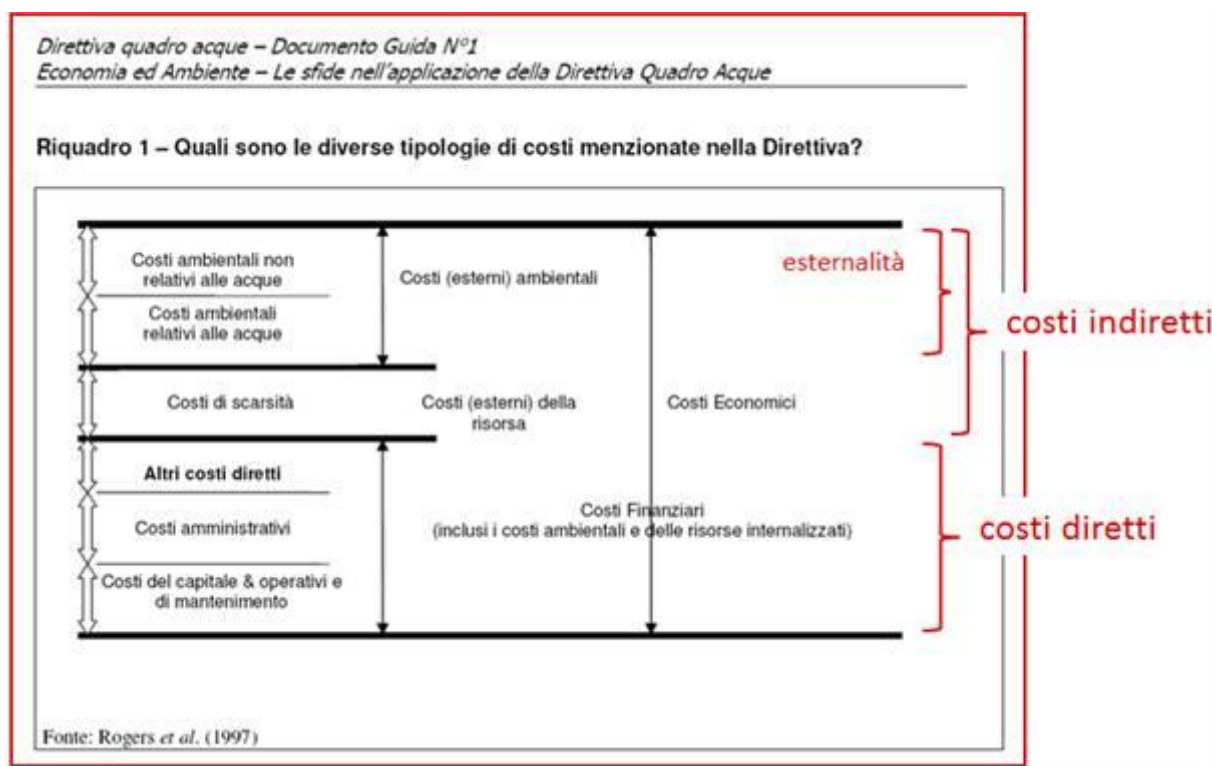 Direttiva quadro acque – Documento Guida N°1
Economia ed Ambiente – Le sfide nell'applicazione della Direttiva Quadro Acque
Riquadro 1 – Quali sono le diverse tipologie di costi menzionate nella Direttiva?
Costi ambientali non
relativi alle acque
Costi ambientali
relativi alle acque
Costi (esterni) ambientali
esternalità
costi indiretti
Costi di scarsità
Costi (esterni) della
risorsa
Costi Economici
Altri costi diretti
Costi amministrativi
Costi Finanziari
(inclusi i costi ambientali e delle risorse internalizzati)
costi diretti
Costi del capitale & operativi e
di mantenimento
Fonte: Rogers et al. (1997)